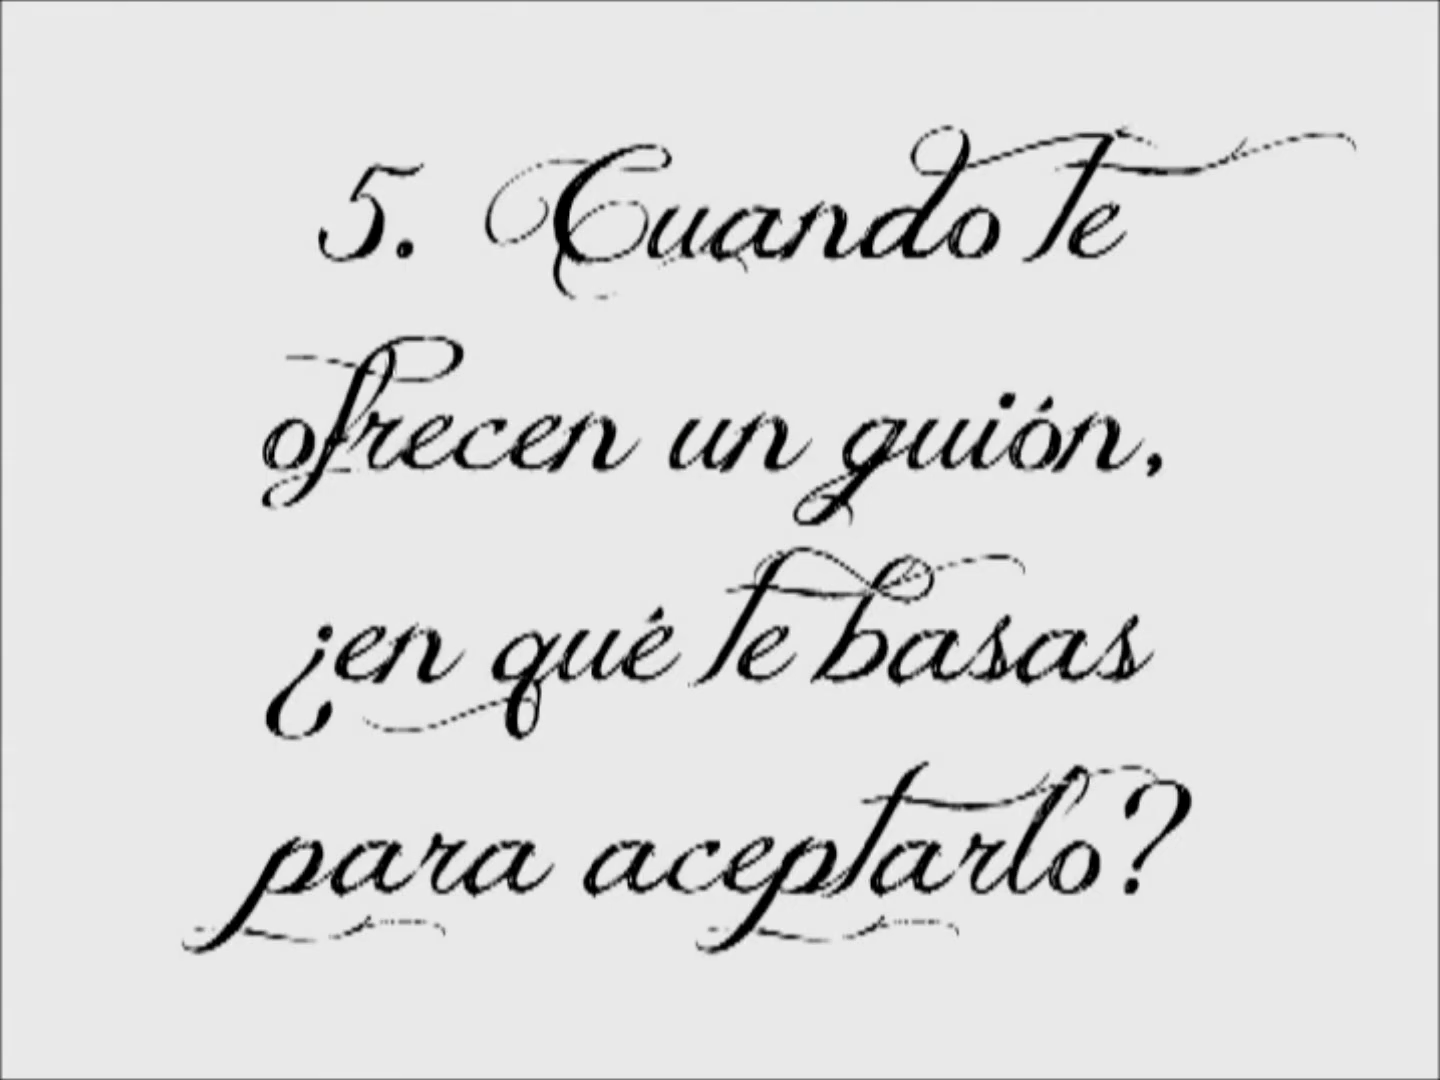 5. Cuando te
ofrecen un guión,
¿en qué te basas
para aceptarlo?